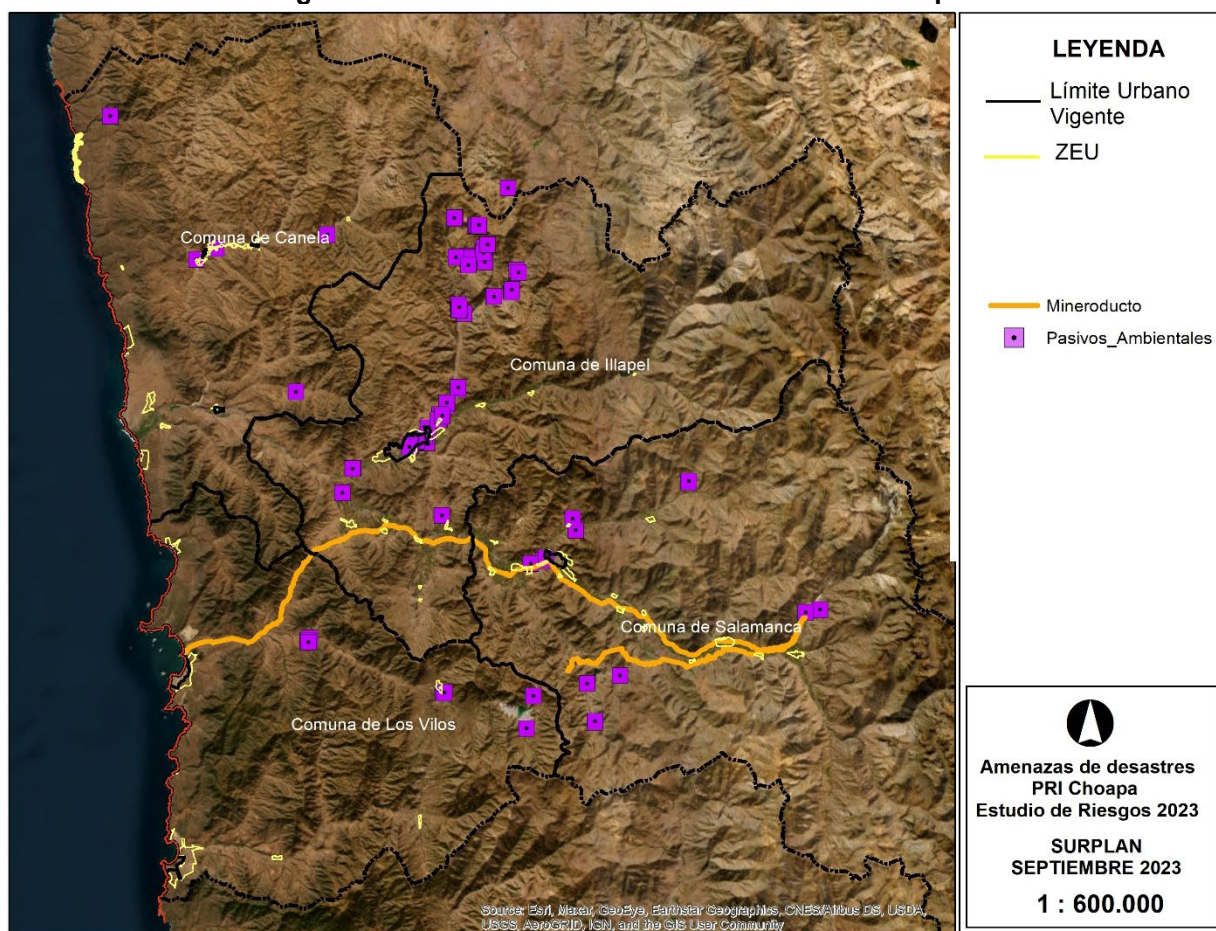 LEYENDA
Límite Urbano
Vigente
ZEU
Mineroducto
Pasivos_Ambientales
Comuna de Canela
Comuna de Illapel
Comuna de Salamanca
Comuna de Los Vilos
Source: Esri, Maxar, GeoEye, Earthstar Geographics, CNES/Airbus DS, USDA,
USGS, AeroGRID, IGN, and the GIS User Community
Amenazas de desastres
PRI Choapa
Estudio de Riesgos 2023
SURPLAN
SEPTIEMBRE 2023
1 : 600.000